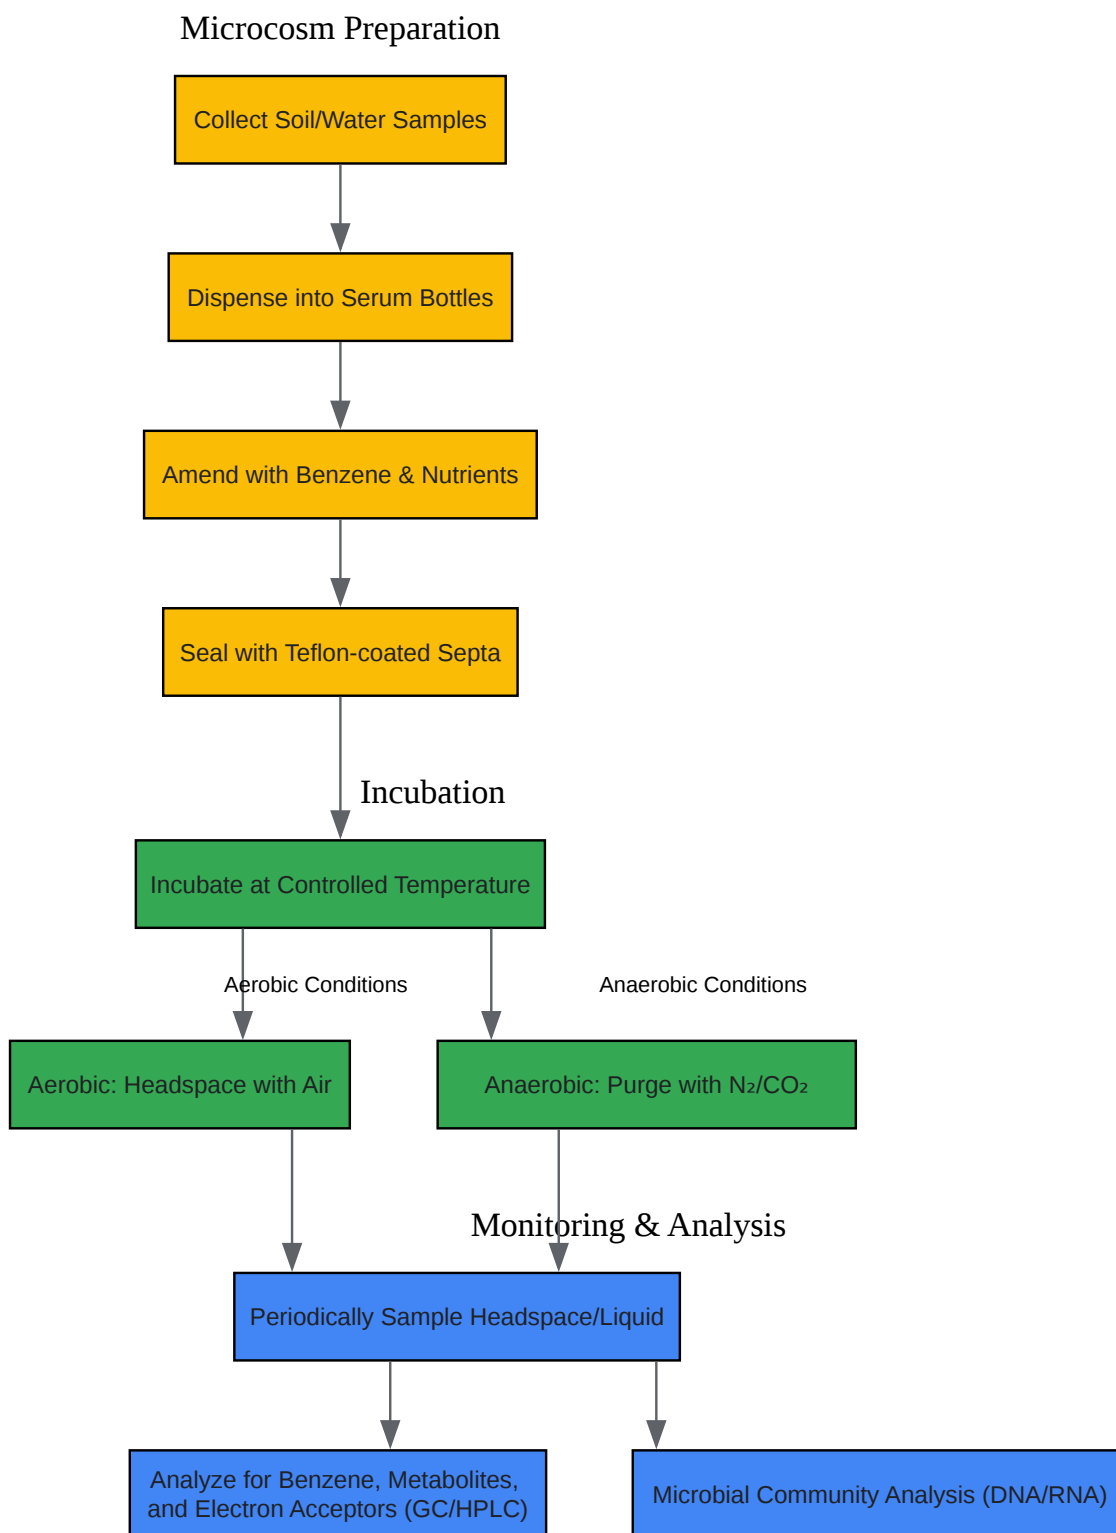 Microcosm Preparation
Collect Soil/Water Samples
Dispense into Serum Bottles
Amend with Benzene & Nutrients
Seal with Teflon-coated Septa
Incubation
Incubate at Controlled Temperature
Aerobic Conditions
Anaerobic Conditions
Aerobic: Headspace with Air
Anaerobic: Purge with N₂/CO₂
Monitoring & Analysis
Periodically Sample Headspace/Liquid
Analyze for Benzene, Metabolites,
and Electron Acceptors (GC/HPLC)
Microbial Community Analysis (DNA/RNA)